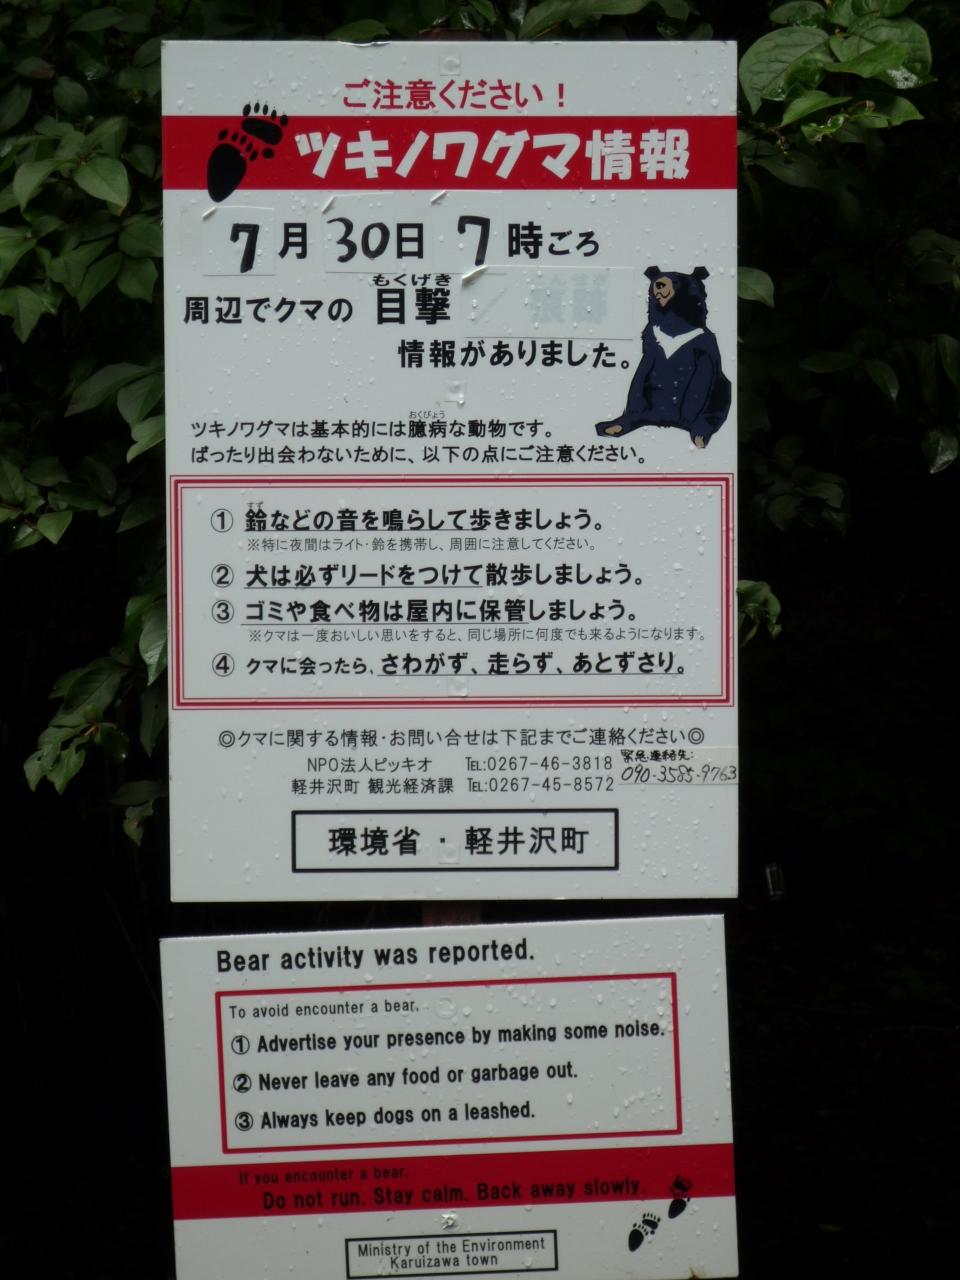 ご注意ください！
ツキノワグマ情報
7月30日 7時ごろ
もくげき
周辺でクマの 目撃
情報がありました。
おくびょう
ツキノワグマは基本的には臆病な動物です。
ばったり出会わないために、以下の点にご注意ください。
すず
① 鈴などの音を鳴らして歩きましょう。
※特に夜間はライト・鈴を携帯し、周囲に注意してください。
② 犬は必ずリードをつけて散歩しましょう。
③ ゴミや食べ物は屋内に保管しましょう。
※クマは一度おいしい思いをすると、同じ場所に何度でも来るようになります。
④ クマに会ったら、さわがず、走らず、あとずさり。
◎クマに関する情報・お問い合せは下記までご連絡ください◎
NPO法人ピッキオ TEL:0267-46-3818 緊急連絡先:
軽井沢町 観光経済課 TEL:0267-45-8572 090-3585-9763
環境省・軽井沢町
Bear activity was reported.
To avoid encounter a bear,
① Advertise your presence by making some noise.
② Never leave any food or garbage out.
③ Always keep dogs on a leashed.
If you encounter a bear.
Do not run. Stay calm. Back away slowly.
Ministry of the Environment
Karuizawa town